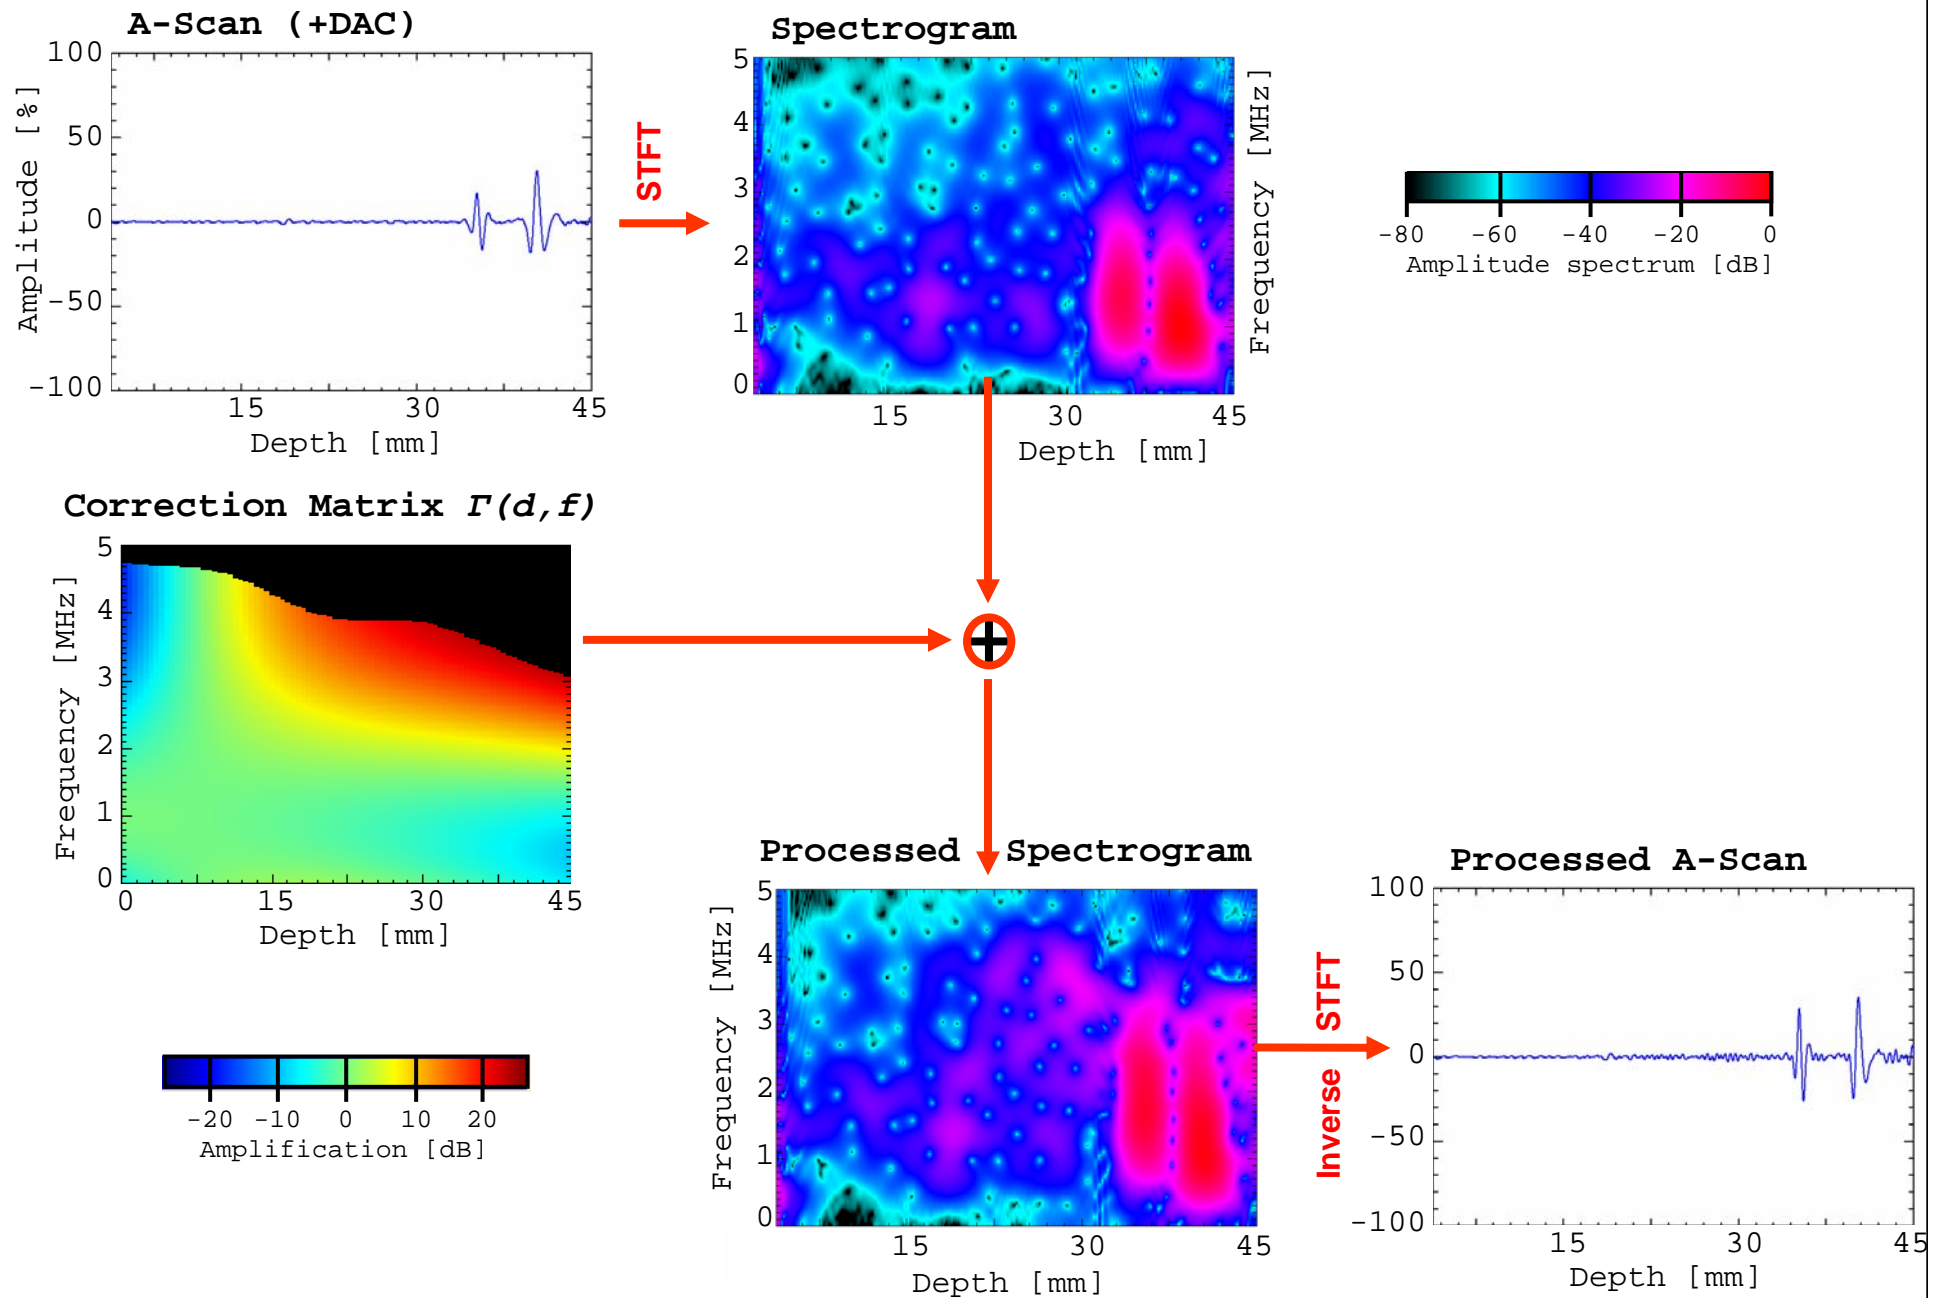 A-Scan (+DAC)
100
50
0
-50
-100
Amplitude [%]
15 30 45
Depth [mm]
STFT
Spectrogram
5
4
3
2
1
0
Frequency [MHz]
15 30 45
Depth [mm]
-80 -60 -40 -20 0
Amplitude spectrum [dB]
Correction Matrix Γ(d,f)
5
4
3
2
1
0
Frequency [MHz]
0 15 30 45
Depth [mm]
+
-20 -10 0 10 20
Amplification [dB]
Processed Spectrogram
5
4
3
2
1
0
Frequency [MHz]
15 30 45
Depth [mm]
Inverse STFT
Processed A-Scan
100
50
0
-50
-100
15 30 45
Depth [mm]